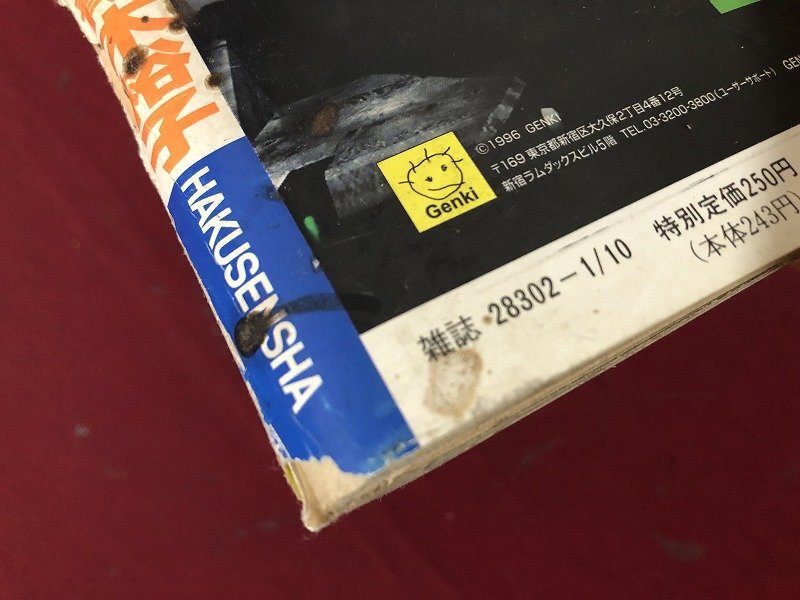 HAKUSENSHA
©1996 GENKI
〒169 東京都新宿区大久保2丁目4番12号
新宿ラムダックスビル5階 TEL.03-3200-3800(ユーザーサポート)
Genki
特別定価250円
(本体243円)
雑誌 28302-1/10